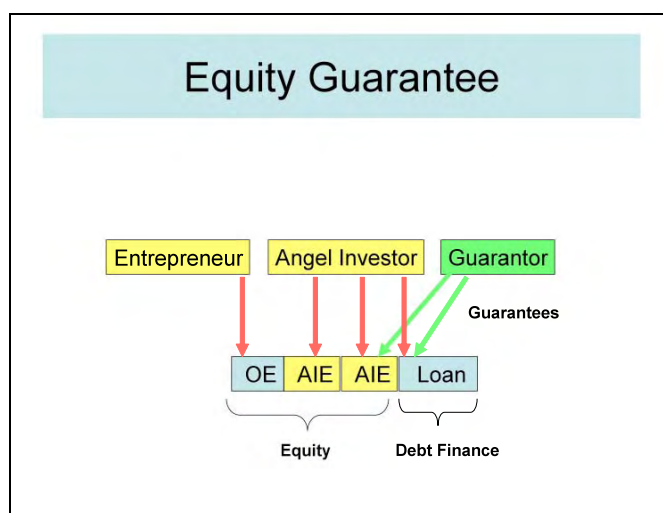 Equity Guarantee
Entrepreneur
Angel Investor
Guarantor
Guarantees
OE
AIE
AIE
Loan
Equity
Debt Finance